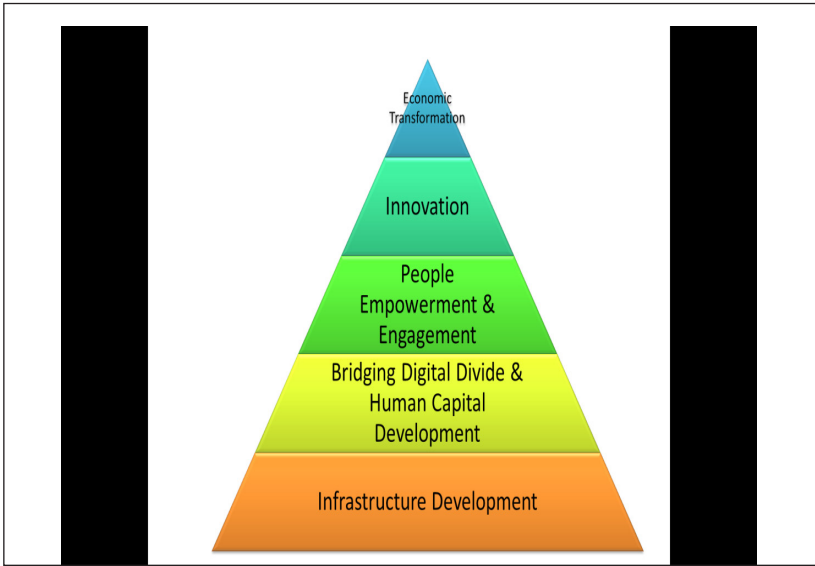 Economic
Transformation
Innovation
People
Empowerment &
Engagement
Bridging Digital Divide &
Human Capital
Development
Infrastructure Development